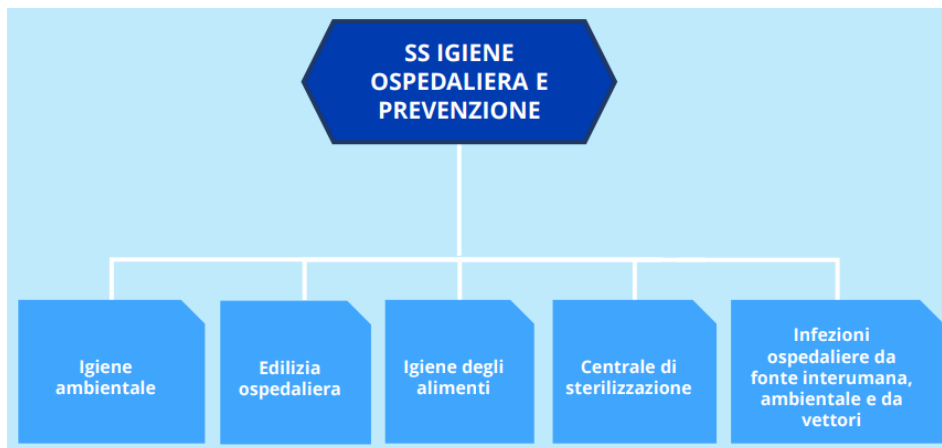 SS IGIENE
OSPEDALIERA E
PREVENZIONE
Igiene
ambientale
Edilizia
ospedaliera
Igiene degli
alimenti
Centrale di
sterilizzazione
Infezioni
ospedaliere da
fonte interumana,
ambientale e da
vettori